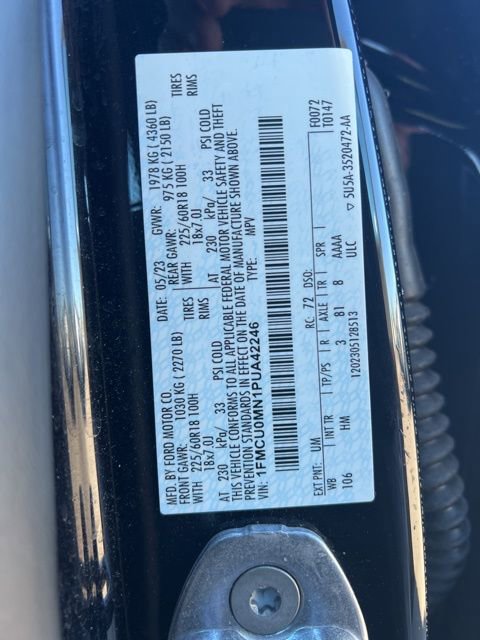 MFD. BY FORD MOTOR CO.
DATE: 05/23 GVWR: 1978 KG ( 4360 LB)
FRONT GAWR: 1030 KG ( 2270 LB) REAR GAWR: 975 KG ( 2150 LB)
WITH 225/60R18 100H TIRES WITH 225/60R18 100H TIRES
18x7.0J RIMS 18x7.0J RIMS
AT 230 kPa/ 33 PSI COLD AT 230 kPa/ 33 PSI COLD
THIS VEHICLE CONFORMS TO ALL APPLICABLE FEDERAL MOTOR VEHICLE SAFETY AND THEFT
PREVENTION STANDARDS IN EFFECT ON THE DATE OF MANUFACTURE SHOWN ABOVE.
VIN: 1FMCU0MN1PUA42246 TYPE: MPV
F0072
T0147
EXT PNT: UM RC: 72 DSO:
WB TP/PS R AXLE TR SPR
106 HM 3 81 8 AAAA
1202305128513 ULC ▽ 5U5A-3520472-AA